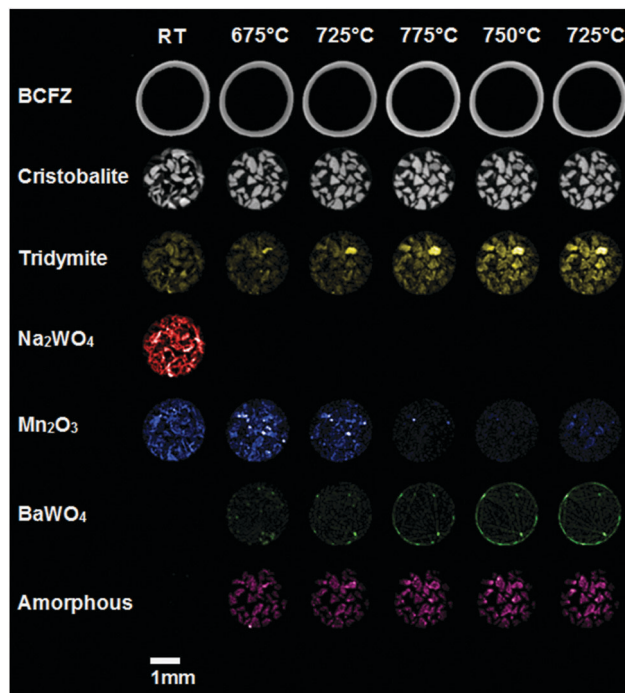 RT 675°C 725°C 775°C 750°C 725°C
BCFZ
Cristobalite
Tridymite
Na₂WO₄
Mn₂O₃
BaWO₄
Amorphous
1mm